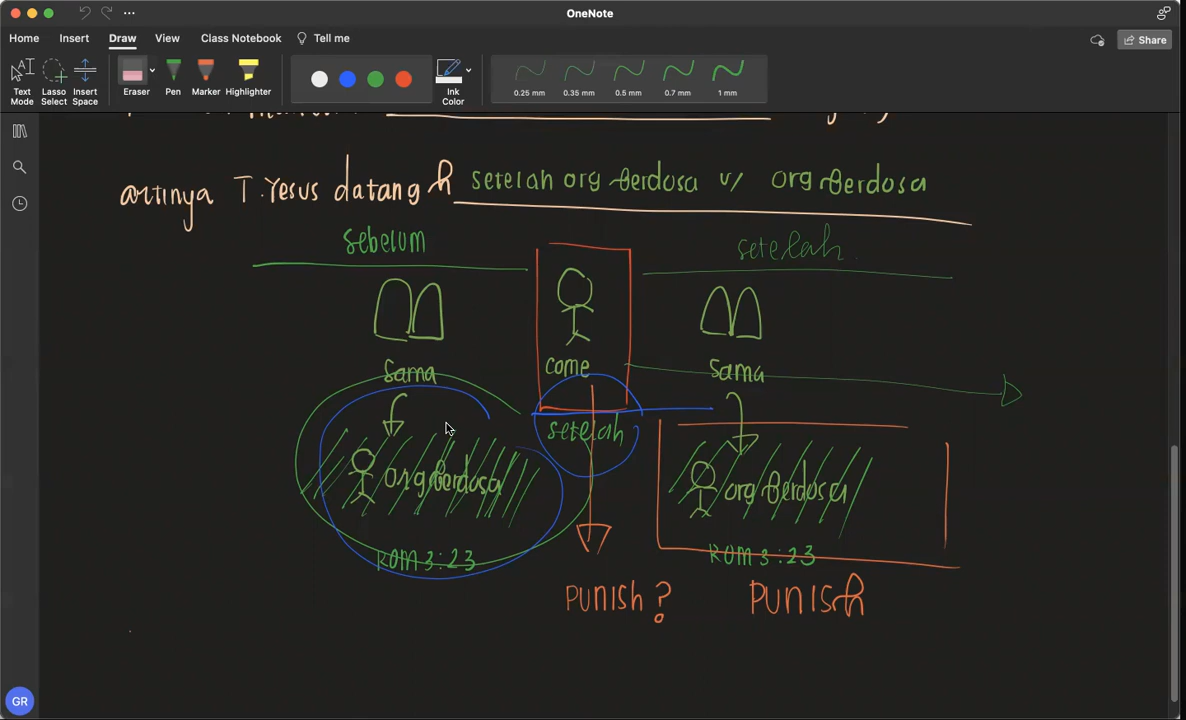 OneNote
Home Insert Draw View Class Notebook Tell me
Share
Text Mode
Lasso Select
Insert Space
Eraser
Pen
Marker
Highlighter
Ink Color
0.25 mm 0.35 mm 0.5 mm 0.7 mm 1 mm
artinya T.Yesus datang setelah org Berdosa u/ org Berdosa
sebelum setelah
Sama come Sama
setelah
org Berdosa org Berdosa
ROM 3:23 ROM 3:23
PUNISH? PUNISH
GR